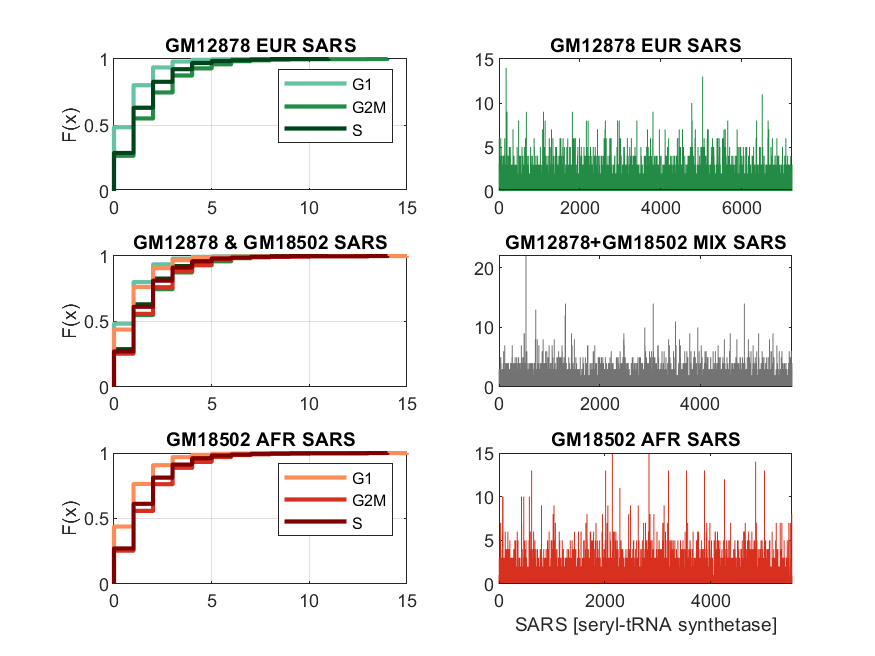 GM12878 EUR SARS
1
0.5
0
F(x)
0 5 10 15
G1
G2M
S
GM12878 EUR SARS
15
10
5
0
0 2000 4000 6000
GM12878 & GM18502 SARS
1
0.5
0
F(x)
0 5 10 15
GM12878+GM18502 MIX SARS
20
10
0
0 2000 4000
GM18502 AFR SARS
1
0.5
0
F(x)
0 5 10 15
G1
G2M
S
GM18502 AFR SARS
15
10
5
0
0 2000 4000
SARS [seryl-tRNA synthetase]